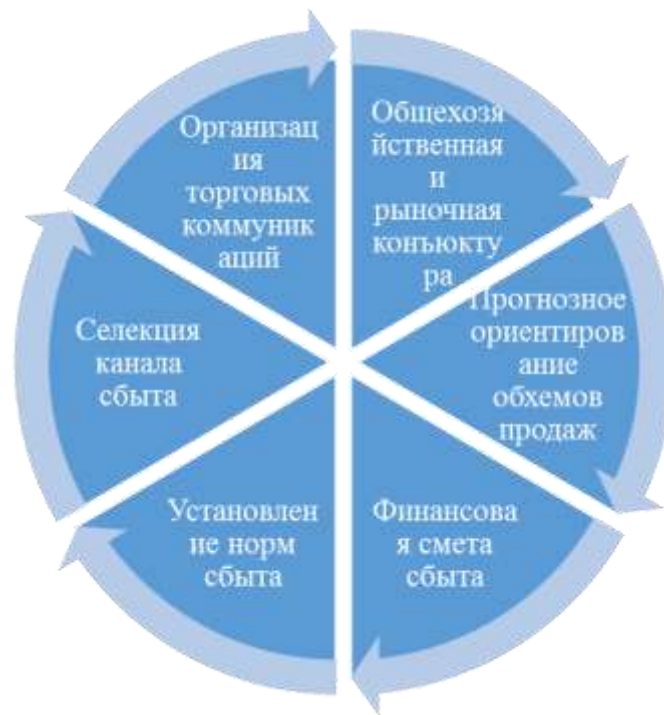 Общехозя
йственная
и
рыночная
конъюкту
ра
Прогнозное
ориентиров
ание
обхемов
продаж
Финансова
я смета
сбыта
Установлен
ие норм
сбыта
Селекция
канала
сбыта
Организац
ия
торговых
коммуник
аций